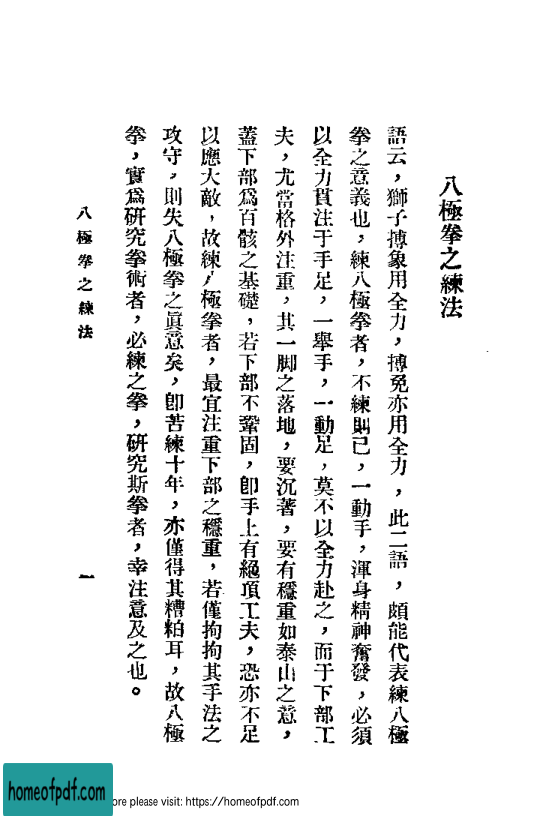 八極拳之練法
語云，獅子搏象用全力，搏兔亦用全力，此二語，頗能代表練八極
拳之意義也，練八極拳者，不練則已，一動手，渾身精神奮發，必須
以全力貫注于手足，一舉手，一動足，莫不以全力赴之，而于下部工
夫，尤當格外注重，其一脚之落地，要沉著，要有穩重如泰山之意，
蓋下部爲百骸之基礎，若下部不鞏固，卽手上有絕頂工夫，恐亦不足
以應大敵，故練八極拳者，最宜注重下部之穩重，若僅拘拘其手法之
攻守，則失八極拳之眞意矣，卽苦練十年，亦僅得其糟粕耳，故八極
拳，實爲研究拳術者，必練之拳，研究斯拳者，幸注意及之也。
八極拳之練法
一
homeofpdf.com
ore please visit: https://homeofpdf.com